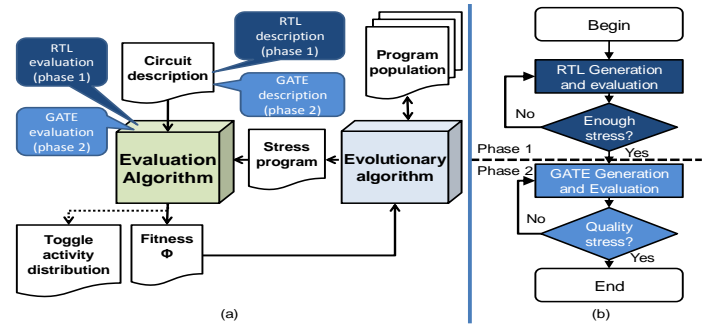 RTL
evaluation
(phase 1)
RTL
description
(phase 1)
Circuit
description
GATE
description
(phase 2)
GATE
evaluation
(phase 2)
Program
population
Evaluation
Algorithm
Stress
program
Evolutionary
algorithm
Toggle
activity
distribution
Fitness
Φ
(a)
Begin
RTL Generation
and evaluation
No
Enough
stress?
Phase 1
Yes
Phase 2
GATE Generation
and Evaluation
No
Quality
stress?
Yes
End
(b)